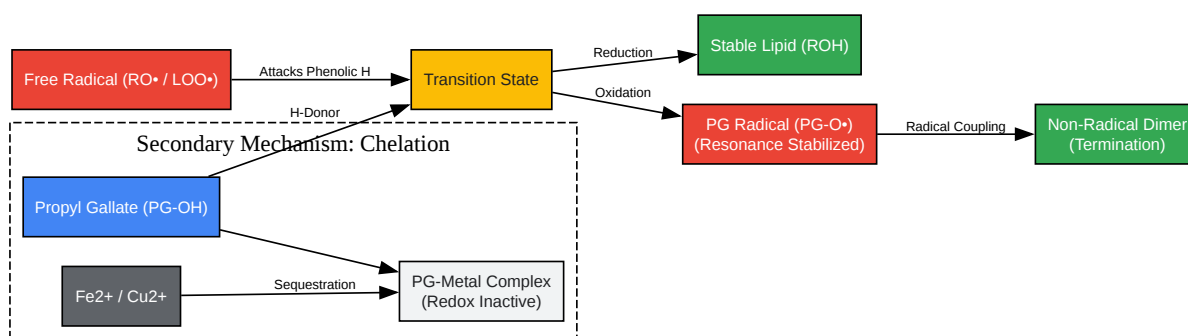 Free Radical (RO• / LOO•)
Attacks Phenolic H
Transition State
Reduction
Stable Lipid (ROH)
Oxidation
PG Radical (PG-O•)
(Resonance Stabilized)
Radical Coupling
Non-Radical Dimer
(Termination)
H-Donor
Secondary Mechanism: Chelation
Propyl Gallate (PG-OH)
Fe2+ / Cu2+
Sequestration
PG-Metal Complex
(Redox Inactive)